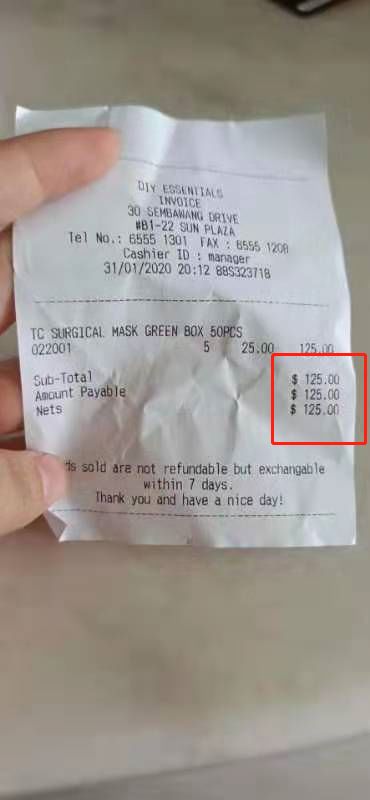 DIY ESSENTIALS
INVOICE
30 SEMBAWANG DRIVE
#B1-22 SUN PLAZA
Tel No.: 6555 1301 FAX : 6555 1208
Cashier ID : manager
31/01/2020 20:12 88S323718
TC SURGICAL MASK GREEN BOX 50PCS
022001 5 25.00 125.00
Sub-Total $ 125.00
Amount Payable $ 125.00
Nets $ 125.00
ds sold are not refundable but exchangable
within 7 days.
Thank you and have a nice day!